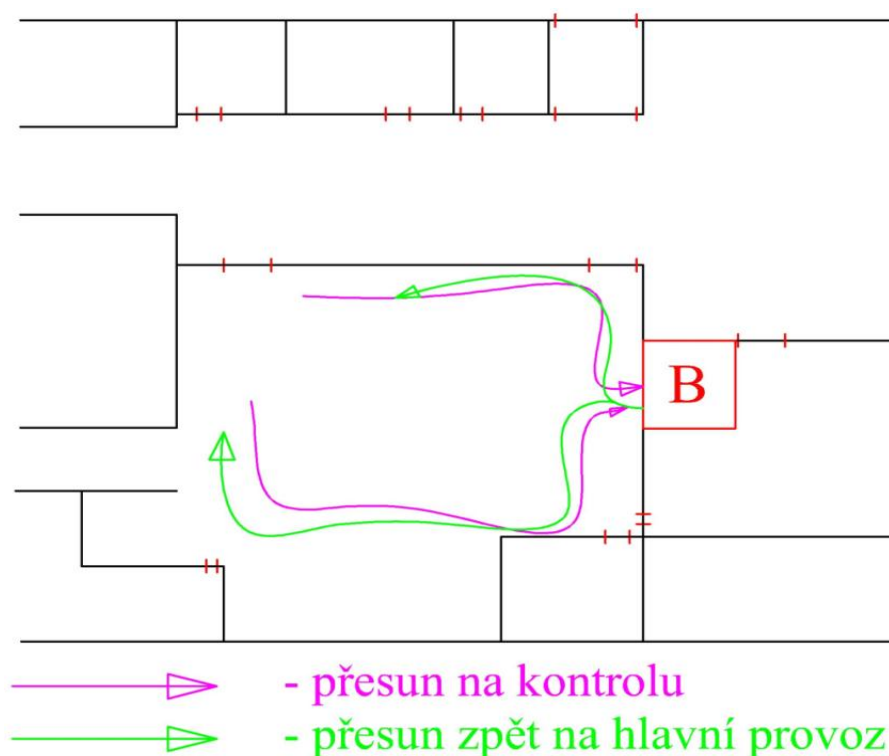 B
- přesun na kontrolu
- přesun zpět na hlavní provoz